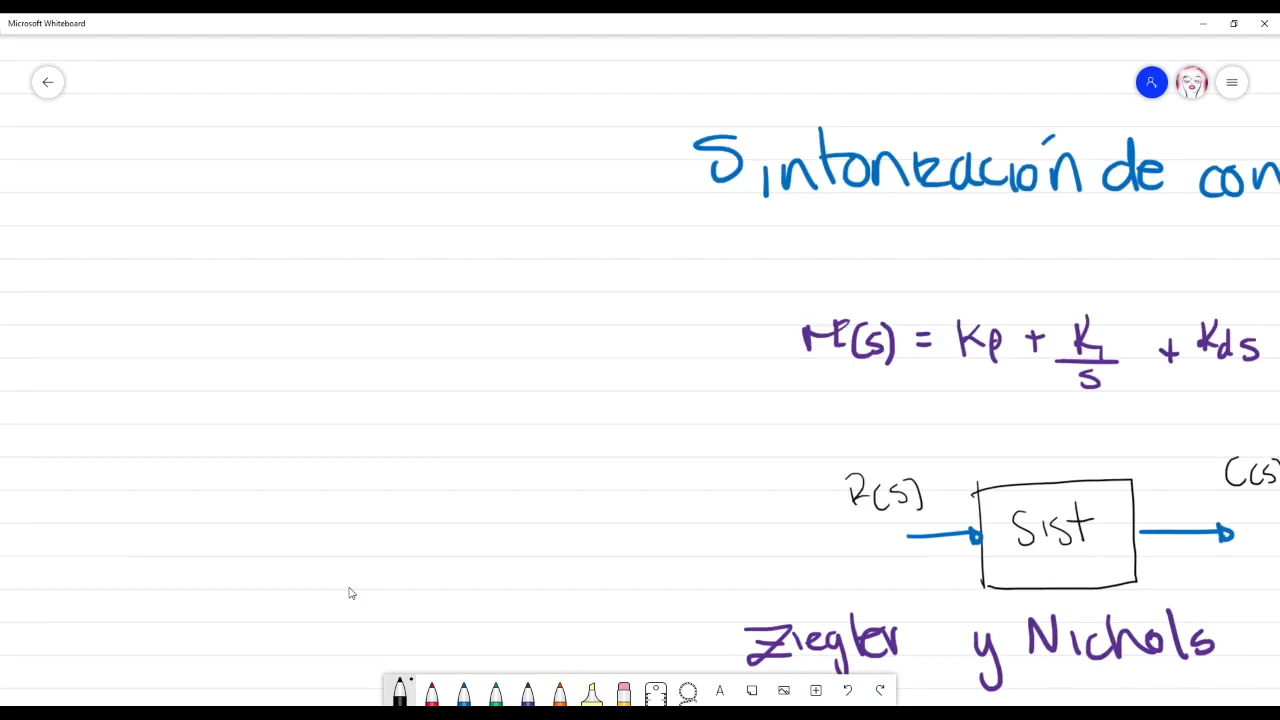 Microsoft Whiteboard
Sintonización de con
M(s) = Kp + Ki/s + Kds
R(s)
Sist
C(s)
Ziegler y Nichols
A